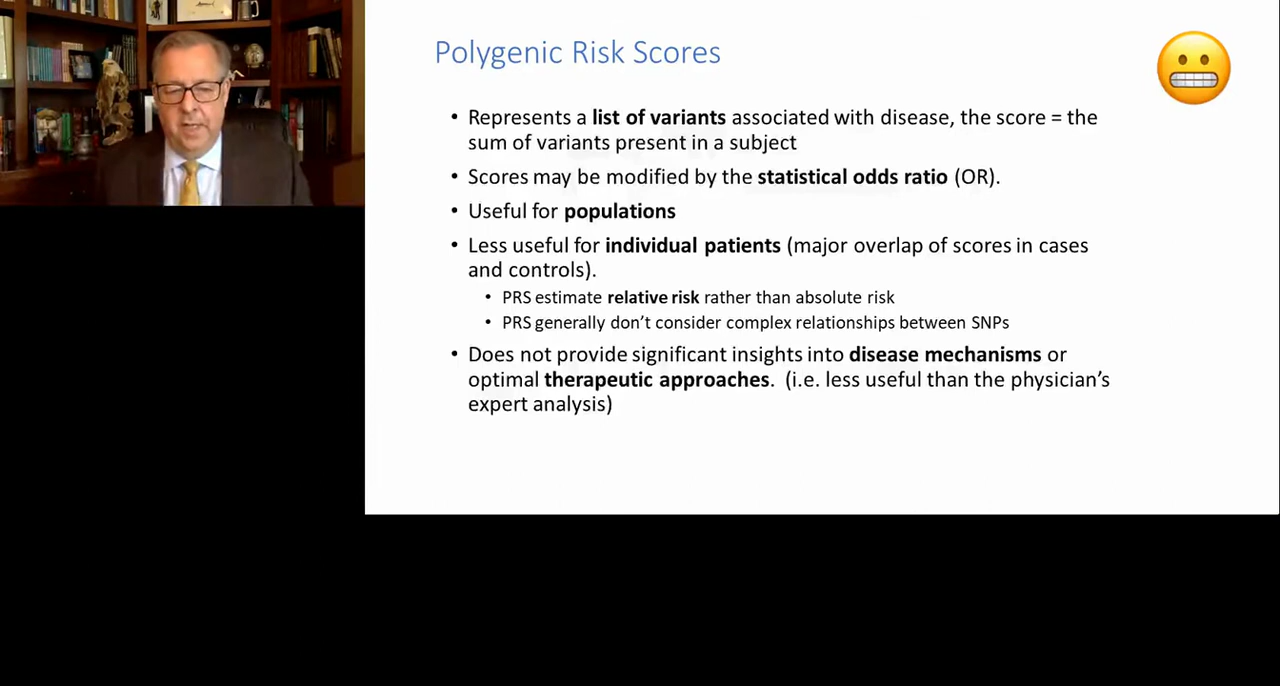 Polygenic Risk Scores
• Represents a list of variants associated with disease, the score = the
sum of variants present in a subject
• Scores may be modified by the statistical odds ratio (OR).
• Useful for populations
• Less useful for individual patients (major overlap of scores in cases
and controls).
• PRS estimate relative risk rather than absolute risk
• PRS generally don’t consider complex relationships between SNPs
• Does not provide significant insights into disease mechanisms or
optimal therapeutic approaches.  (i.e. less useful than the physician’s
expert analysis)